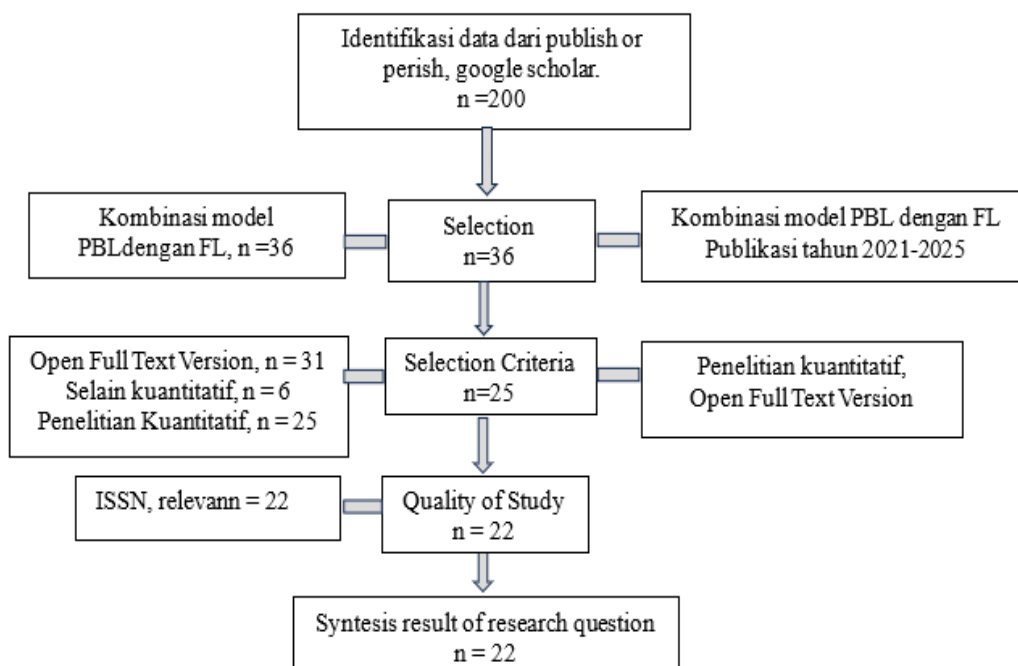 Identifikasi data dari publish or
perish, google scholar.
n =200
Kombinasi model
PBLdengan FL, n =36
Selection
n=36
Kombinasi model PBL dengan FL
Publikasi tahun 2021-2025
Open Full Text Version, n = 31
Selain kuantitatif, n = 6
Penelitian Kuantitatif, n = 25
Selection Criteria
n=25
Penelitian kuantitatif,
Open Full Text Version
ISSN, relevann = 22
Quality of Study
n = 22
Syntesis result of research question
n = 22